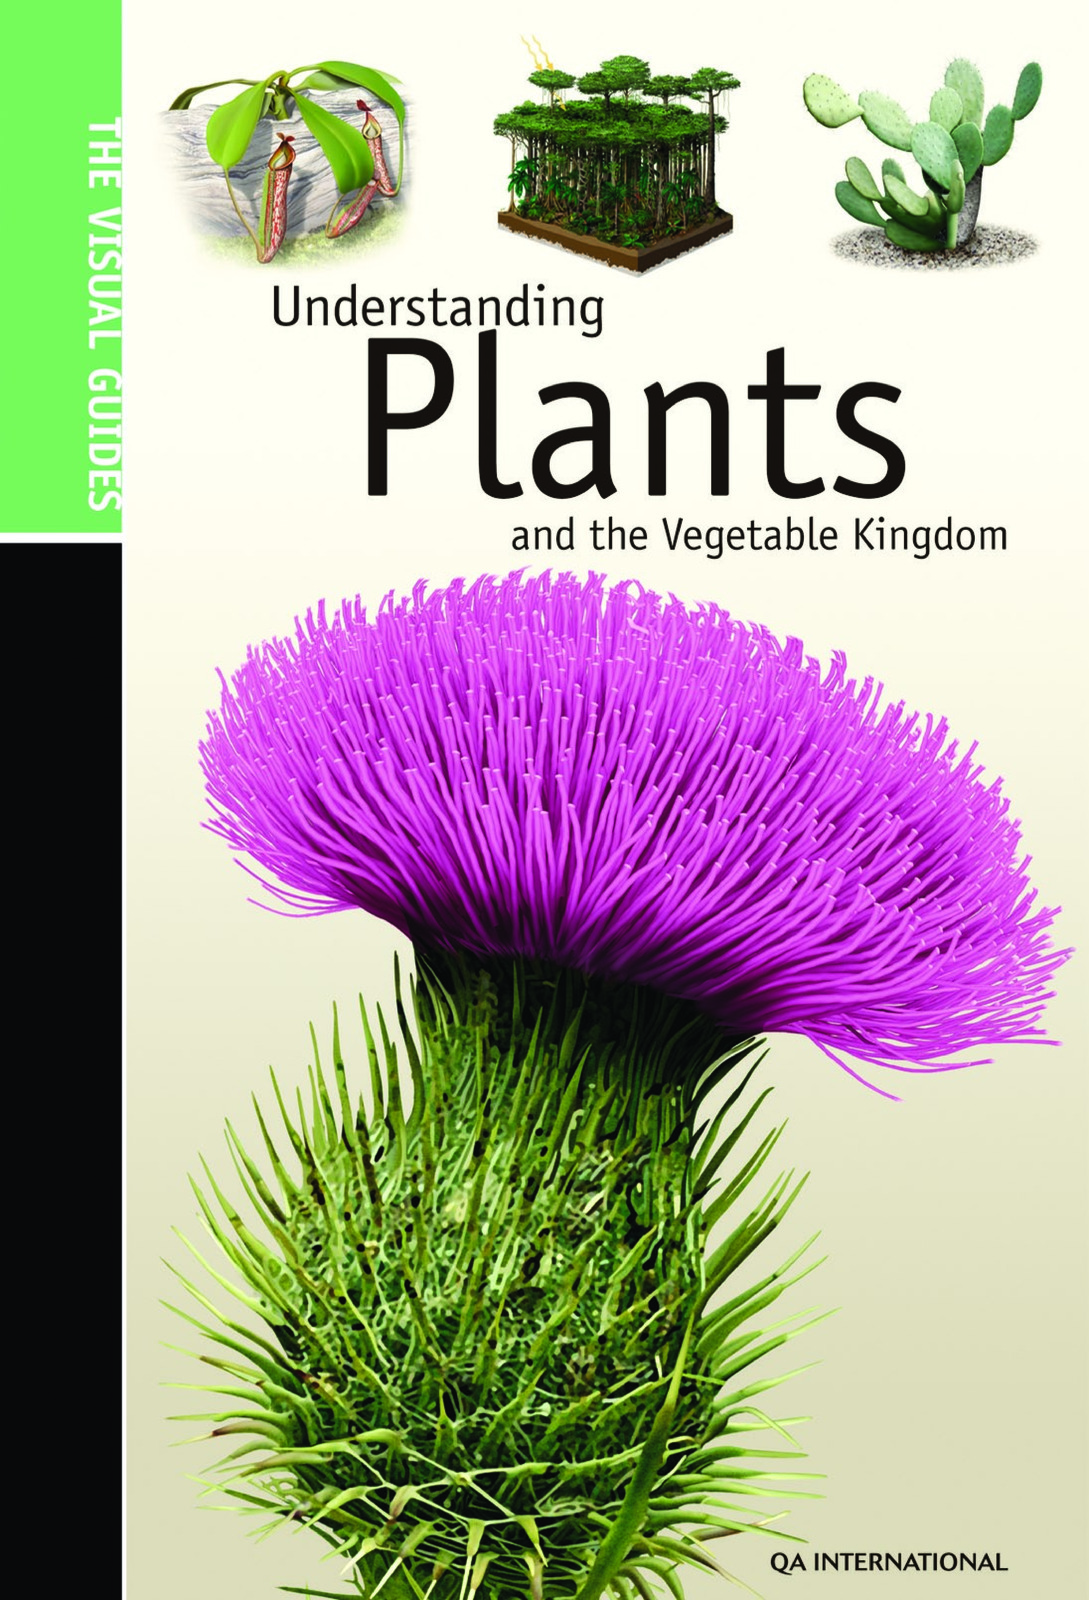 THE VISUAL GUIDES
Understanding
Plants
and the Vegetable Kingdom
QA INTERNATIONAL